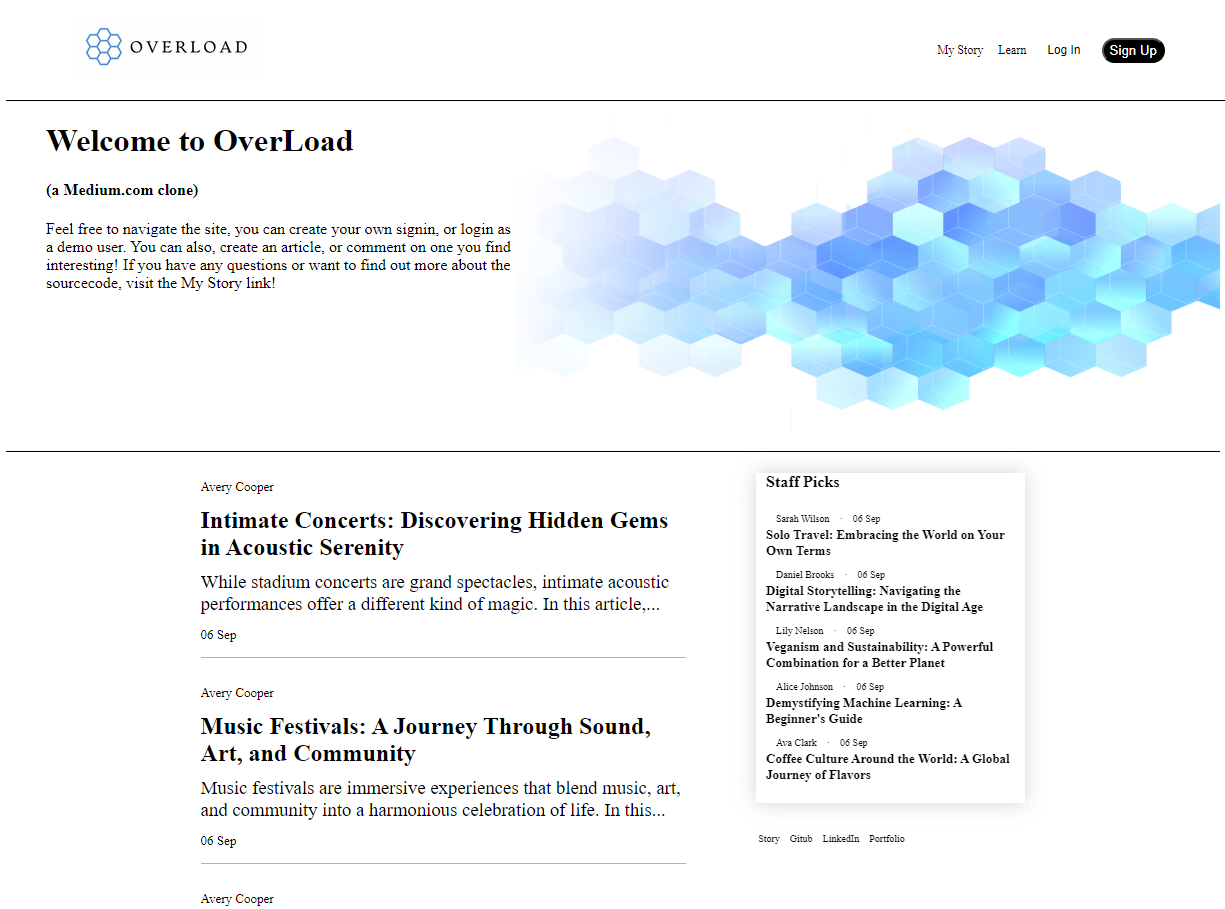 OVERLOAD
My Story Learn Log In Sign Up
Welcome to OverLoad
(a Medium.com clone)
Feel free to navigate the site, you can create your own signin, or login as
a demo user. You can also, create an article, or comment on one you find
interesting! If you have any questions or want to find out more about the
sourcecode, visit the My Story link!
Avery Cooper
Intimate Concerts: Discovering Hidden Gems
in Acoustic Serenity
While stadium concerts are grand spectacles, intimate acoustic
performances offer a different kind of magic. In this article,...
06 Sep
Avery Cooper
Music Festivals: A Journey Through Sound,
Art, and Community
Music festivals are immersive experiences that blend music, art,
and community into a harmonious celebration of life. In this...
06 Sep
Avery Cooper
Staff Picks
Sarah Wilson · 06 Sep
Solo Travel: Embracing the World on Your
Own Terms
Daniel Brooks · 06 Sep
Digital Storytelling: Navigating the
Narrative Landscape in the Digital Age
Lily Nelson · 06 Sep
Veganism and Sustainability: A Powerful
Combination for a Better Planet
Alice Johnson · 06 Sep
Demystifying Machine Learning: A
Beginner's Guide
Ava Clark · 06 Sep
Coffee Culture Around the World: A Global
Journey of Flavors
Story Gitub LinkedIn Portfolio